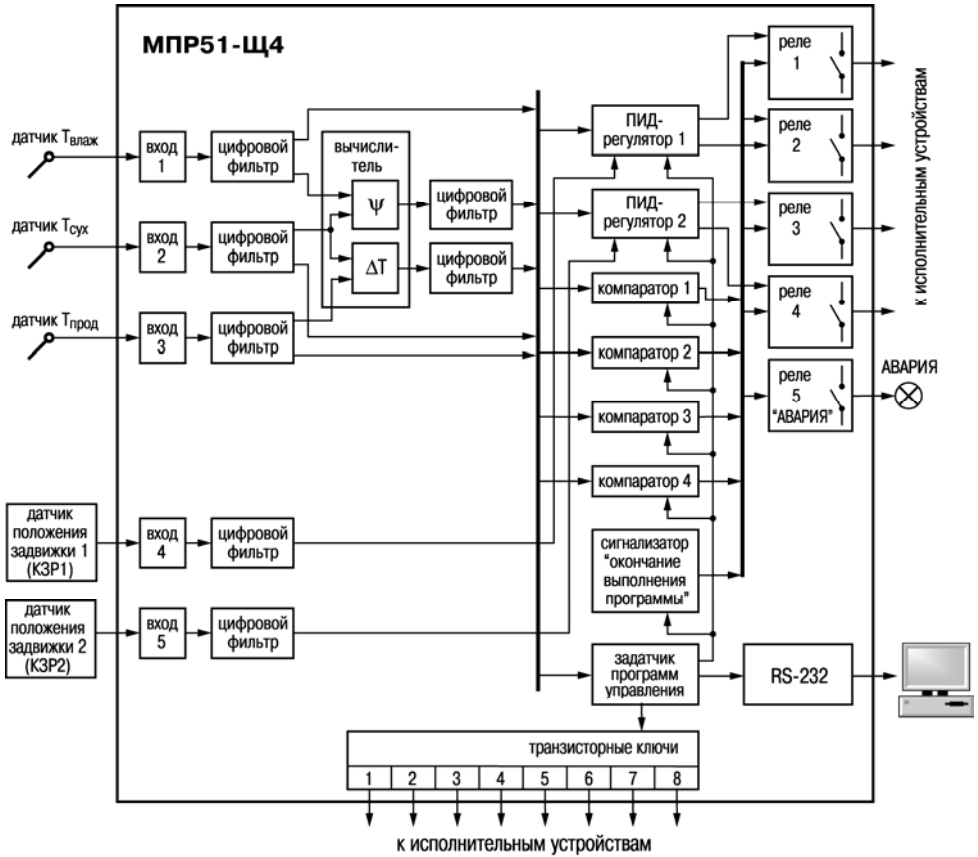 МПР51-Щ4
датчик Твлаж
вход
1
цифровой
фильтр
вычисли-
тель
ψ
цифровой
фильтр
датчик Тсух
вход
2
цифровой
фильтр
ΔT
цифровой
фильтр
датчик Тпрод
вход
3
цифровой
фильтр
датчик
положения
задвижки 1
(КЗР1)
вход
4
цифровой
фильтр
датчик
положения
задвижки 2
(КЗР2)
вход
5
цифровой
фильтр
ПИД-
регулятор 1
ПИД-
регулятор 2
компаратор 1
компаратор 2
компаратор 3
компаратор 4
сигнализатор
"окончание
выполнения
программы"
задатчик
программ
управления
RS-232
реле
1
реле
2
реле
3
реле
4
реле
5
"АВАРИЯ"
к исполнительным устройствам
АВАРИЯ
транзисторные ключи
1 2 3 4 5 6 7 8
к исполнительным устройствам